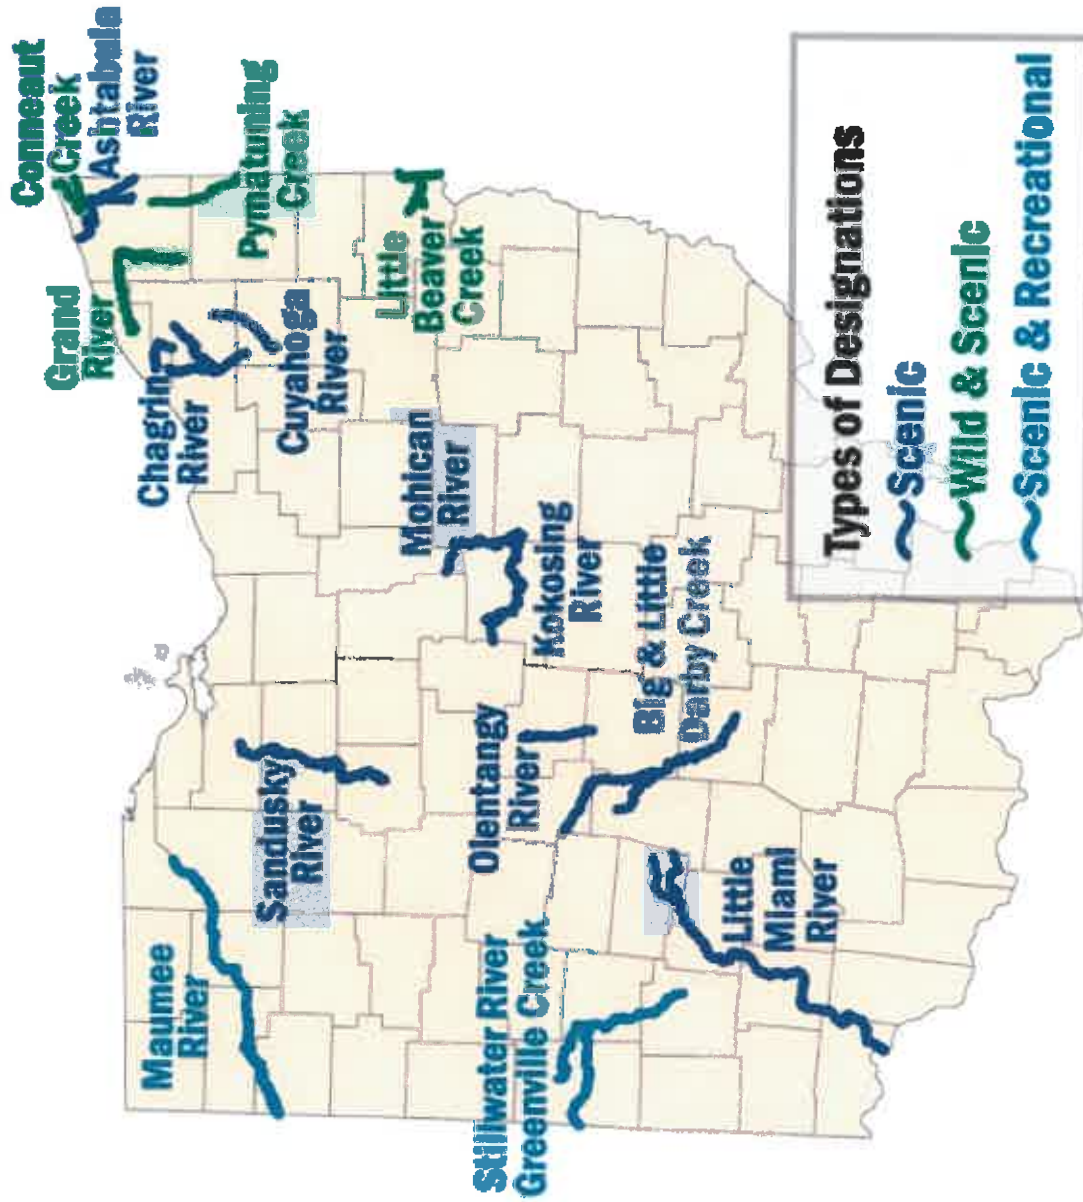 Conneaut
Creek
Ashtabula
River
Grand
River
Pymatuning
Creek
Chagrin
River
Cuyahoga
River
Little
Beaver
Creek
Mohican
River
Kokosing
River
Maumee
River
Sandusky
River
Olentangy
River
Big & Little
Darby Creek
Stillwater River
Greenville Creek
Little
Miami
River
Types of Designations
Scenic
Wild & Scenic
Scenic & Recreational